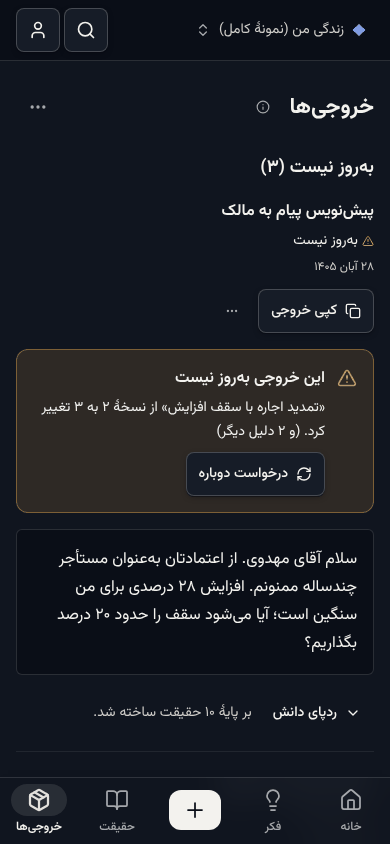 زندگی من (نمونهٔ کامل)
خروجی‌ها
به‌روز نیست (۳)
پیش‌نویس پیام به مالک
به‌روز نیست
۲۸ آبان ۱۴۰۵
کپی خروجی
این خروجی به‌روز نیست
«تمدید اجاره با سقف افزایش» از نسخهٔ ۲ به ۳ تغییر
کرد. (و ۲ دلیل دیگر)
درخواست دوباره
سلام آقای مهدوی. از اعتمادتان به‌عنوان مستأجر
چندساله ممنونم. افزایش ۲۸ درصدی برای من
سنگین است؛ آیا می‌شود سقف را حدود ۲۰ درصد
بگذاریم؟
ردپای دانش
بر پایهٔ ۱۰ حقیقت ساخته شد.
خانه
فکر
حقیقت
خروجی‌ها